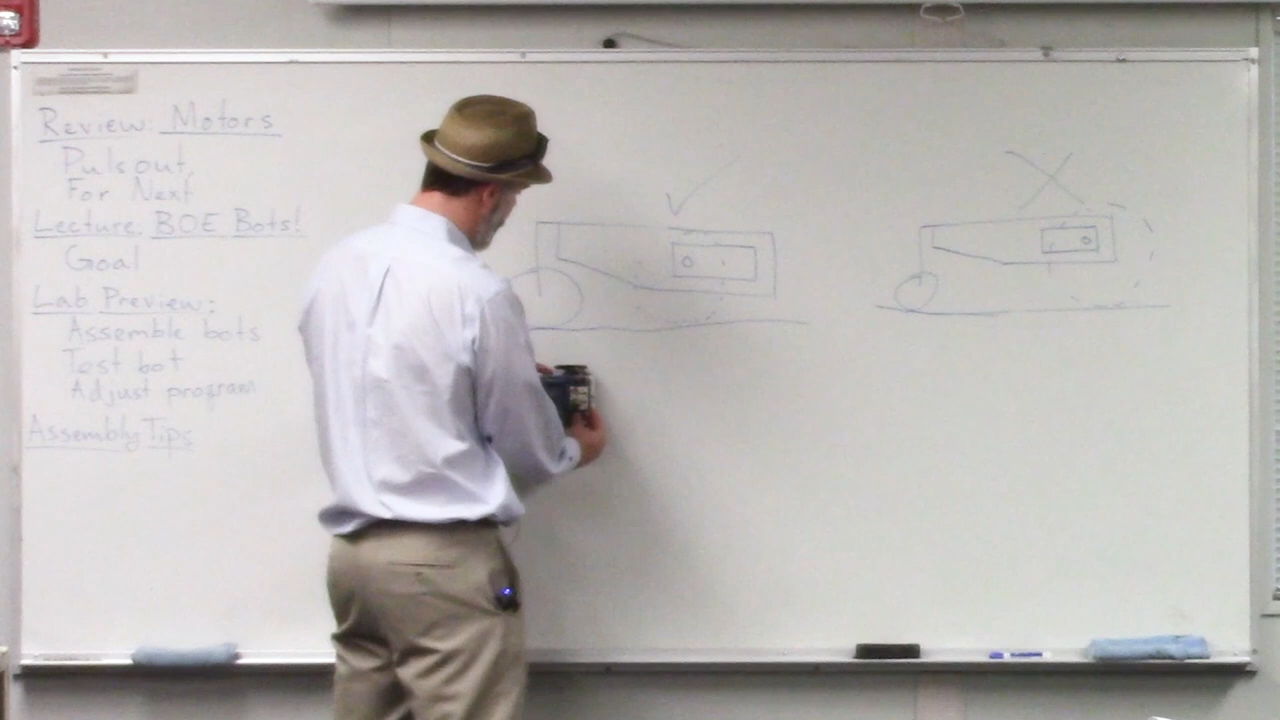 Review: Motors
Pulsout,
For Next
Lecture: BOE Bots!
Goal
Lab Preview:
Assemble bots
Test bot
Adjust program
Assembly Tips